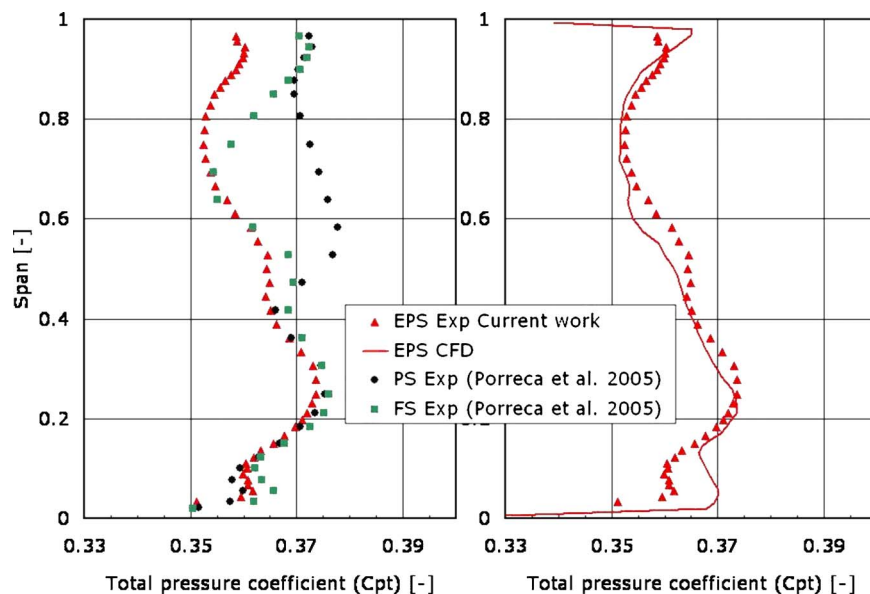 1
0.8
0.6
0.4
0.2
0
Span [-]
0.33
0.35
0.37
0.39
Total pressure coefficient (Cpt) [-]
1
0.8
0.6
0
0.33
0.35
0.37
0.39
Total pressure coefficient (Cpt) [-]
EPS Exp Current work
EPS CFD
PS Exp (Porreca et al. 2005)
FS Exp (Porreca et al. 2005)